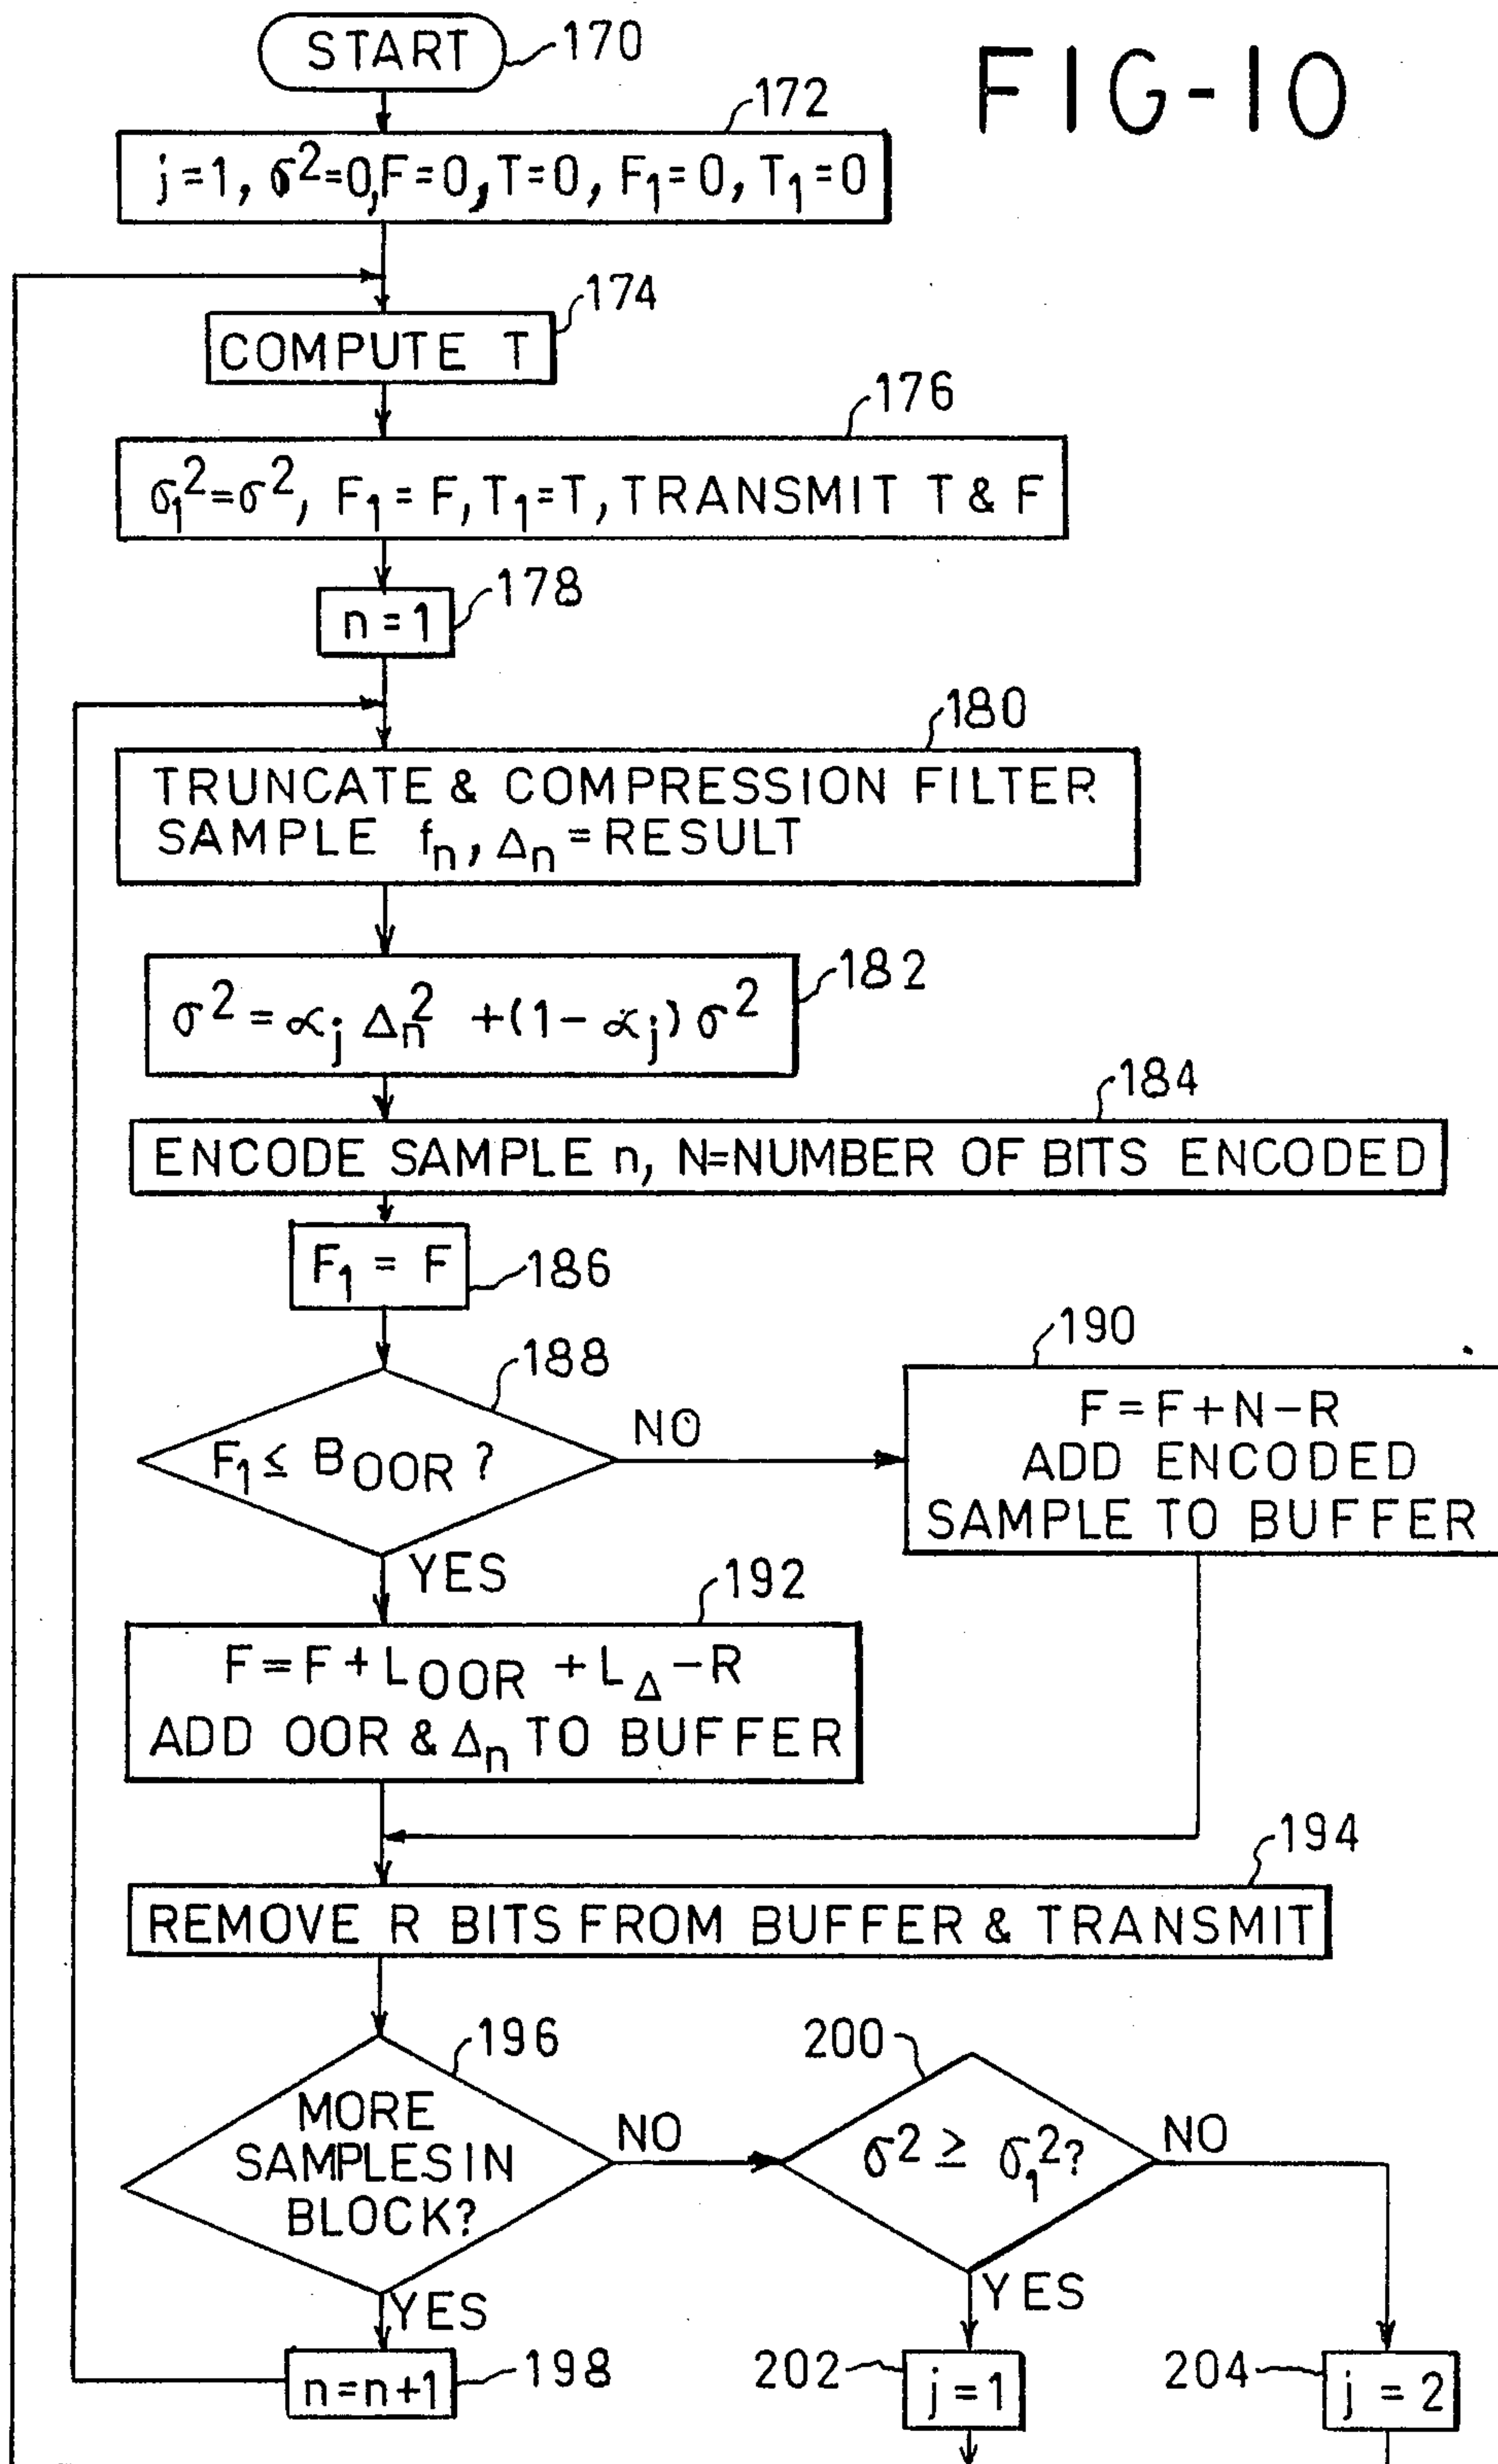 FIG-10
START
170
172
j=1, σ²=0, F=0, T=0, F₁=0, T₁=0
174
COMPUTE T
176
σ₁²=σ², F₁=F, T₁=T, TRANSMIT T & F
178
n=1
180
TRUNCATE & COMPRESSION FILTER
SAMPLE fₙ, Δₙ=RESULT
182
σ²=αⱼ Δₙ² +(1-αⱼ) σ²
184
ENCODE SAMPLE n, N=NUMBER OF BITS ENCODED
F₁ = F
186
188
190
F₁ ≤ B_OOR ?
NO
F=F+N-R
ADD ENCODED
SAMPLE TO BUFFER
YES
192
F=F+L_OOR +L_Δ-R
ADD OOR & Δₙ TO BUFFER
194
REMOVE R BITS FROM BUFFER & TRANSMIT
196
200
MORE
SAMPLES IN
BLOCK?
NO
σ² ≥ σ₁²?
NO
YES
YES
n=n+1
198
202
j=1
204
j = 2